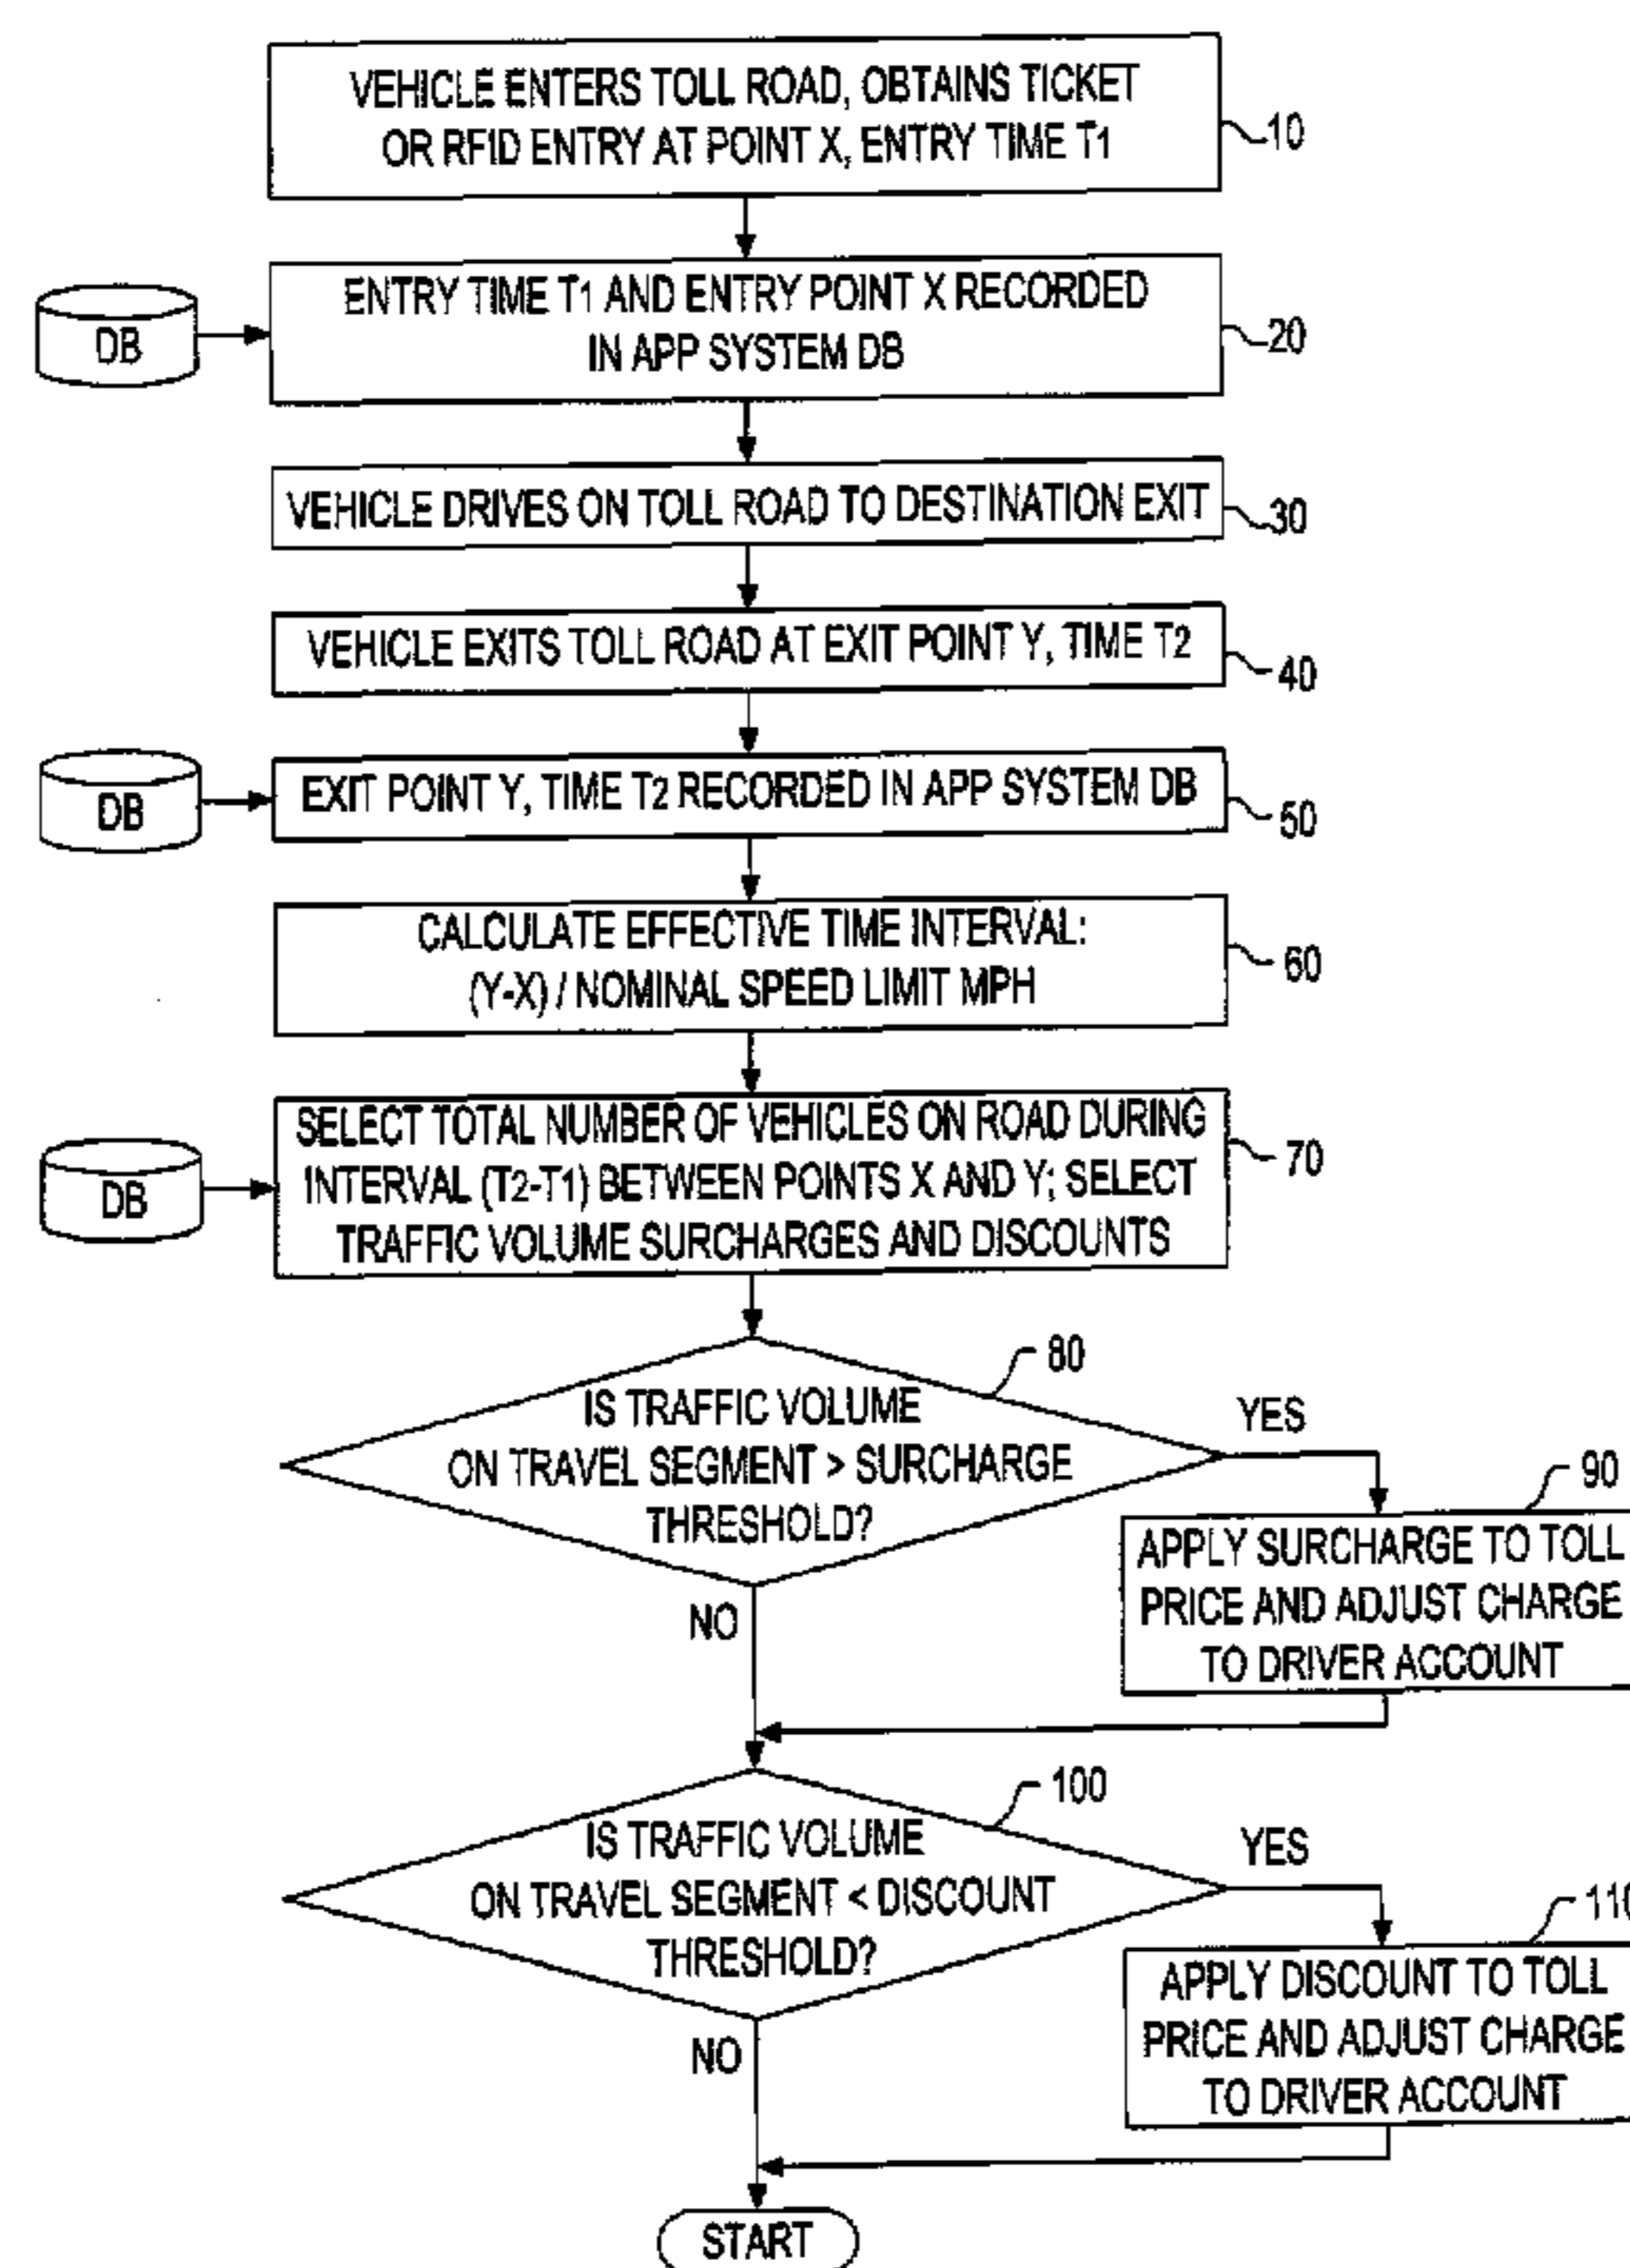 VEHICLE ENTERS TOLL ROAD, OBTAINS TICKET
OR RFID ENTRY AT POINT X, ENTRY TIME T1
10
ENTRY TIME T1 AND ENTRY POINT X RECORDED
IN APP SYSTEM DB
DB
20
VEHICLE DRIVES ON TOLL ROAD TO DESTINATION EXIT
30
VEHICLE EXITS TOLL ROAD AT EXIT POINT Y, TIME T2
40
DB
EXIT POINT Y, TIME T2 RECORDED IN APP SYSTEM DB
50
CALCULATE EFFECTIVE TIME INTERVAL:
(Y-X) / NOMINAL SPEED LIMIT MPH
60
SELECT TOTAL NUMBER OF VEHICLES ON ROAD DURING
INTERVAL (T2-T1) BETWEEN POINTS X AND Y; SELECT
TRAFFIC VOLUME SURCHARGES AND DISCOUNTS
DB
70
80
IS TRAFFIC VOLUME
ON TRAVEL SEGMENT > SURCHARGE
THRESHOLD?
YES
NO
90
APPLY SURCHARGE TO TOLL
PRICE AND ADJUST CHARGE
TO DRIVER ACCOUNT
100
IS TRAFFIC VOLUME
ON TRAVEL SEGMENT < DISCOUNT
THRESHOLD?
YES
NO
110
APPLY DISCOUNT TO TOLL
PRICE AND ADJUST CHARGE
TO DRIVER ACCOUNT
START